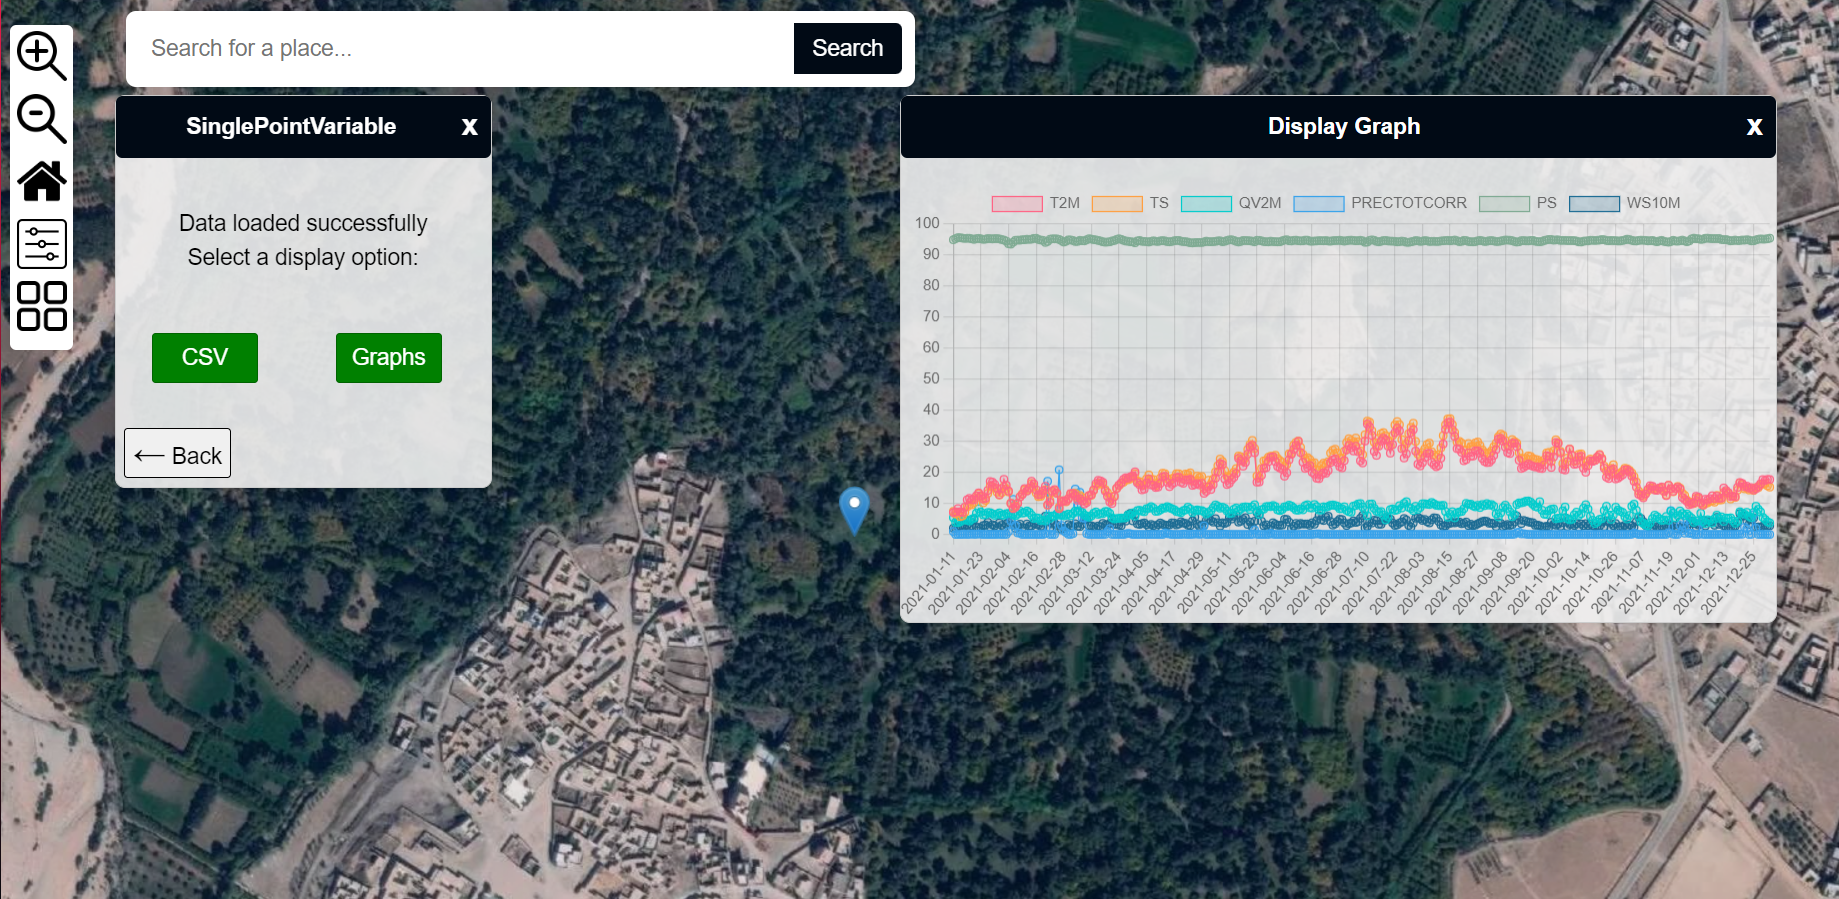 Search for a place...
Search
SinglePointVariable
X
Data loaded successfully
Select a display option:
CSV
Graphs
← Back
Display Graph
X
T2M
TS
QV2M
PRECTOTCORR
PS
WS10M
100
90
80
70
60
50
40
30
20
10
0
2021-01-11
2021-01-23
2021-02-04
2021-02-16
2021-02-28
2021-03-12
2021-03-24
2021-04-05
2021-04-17
2021-04-29
2021-05-11
2021-05-23
2021-06-04
2021-06-16
2021-06-28
2021-07-10
2021-07-22
2021-08-03
2021-08-15
2021-08-27
2021-09-08
2021-09-20
2021-10-02
2021-10-14
2021-10-26
2021-11-07
2021-11-19
2021-12-01
2021-12-13
2021-12-25